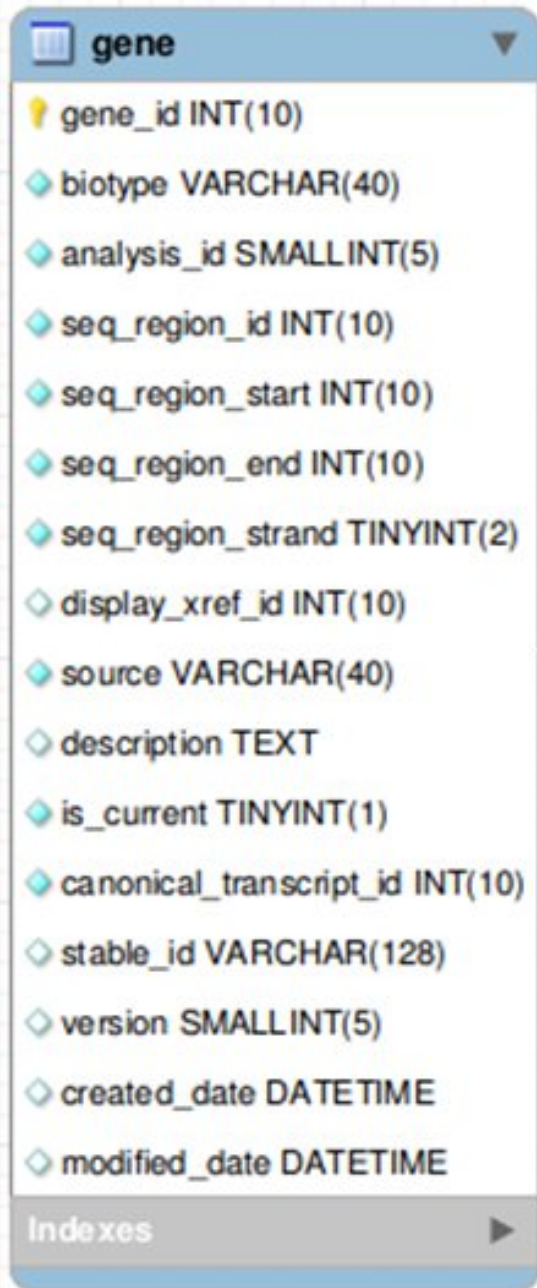 gene
gene_id INT(10)
biotype VARCHAR(40)
analysis_id SMALLINT(5)
seq_region_id INT(10)
seq_region_start INT(10)
seq_region_end INT(10)
seq_region_strand TINYINT(2)
display_xref_id INT(10)
source VARCHAR(40)
description TEXT
is_current TINYINT(1)
canonical_transcript_id INT(10)
stable_id VARCHAR(128)
version SMALLINT(5)
created_date DATETIME
modified_date DATETIME
Indexes